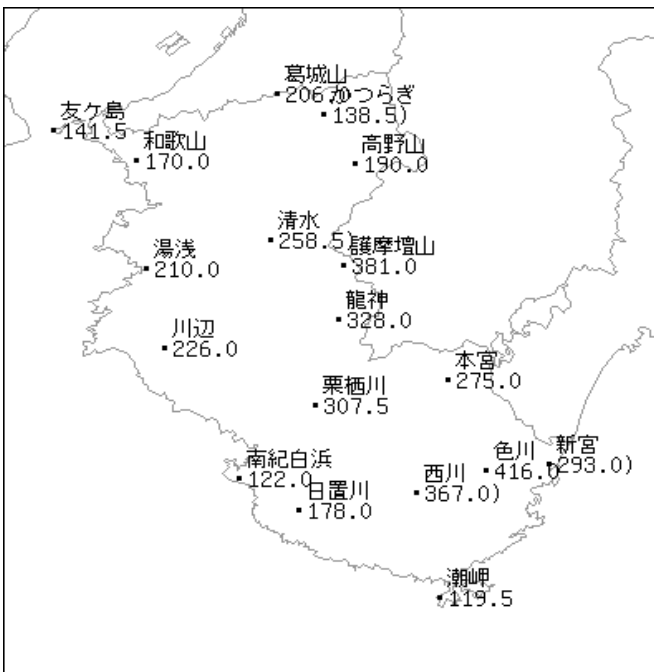 葛城山
206.0
かつらぎ
138.5)
友ケ島
141.5
和歌山
170.0
高野山
190.0
清水
258.5)
護摩壇山
381.0
湯浅
210.0
龍神
328.0
川辺
226.0
本宮
275.0
栗栖川
307.5
色川
416.0
新宮
293.0)
南紀白浜
122.0
西川
367.0)
日置川
178.0
潮岬
119.5